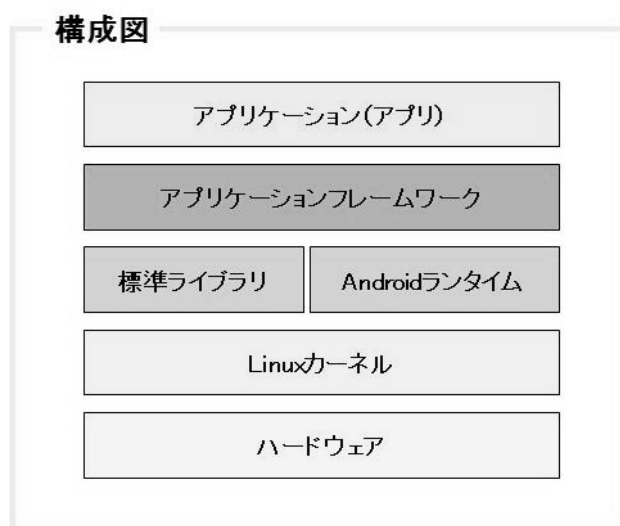 構成図
アプリケーション(アプリ)
アプリケーションフレームワーク
標準ライブラリ
Androidランタイム
Linuxカーネル
ハードウェア